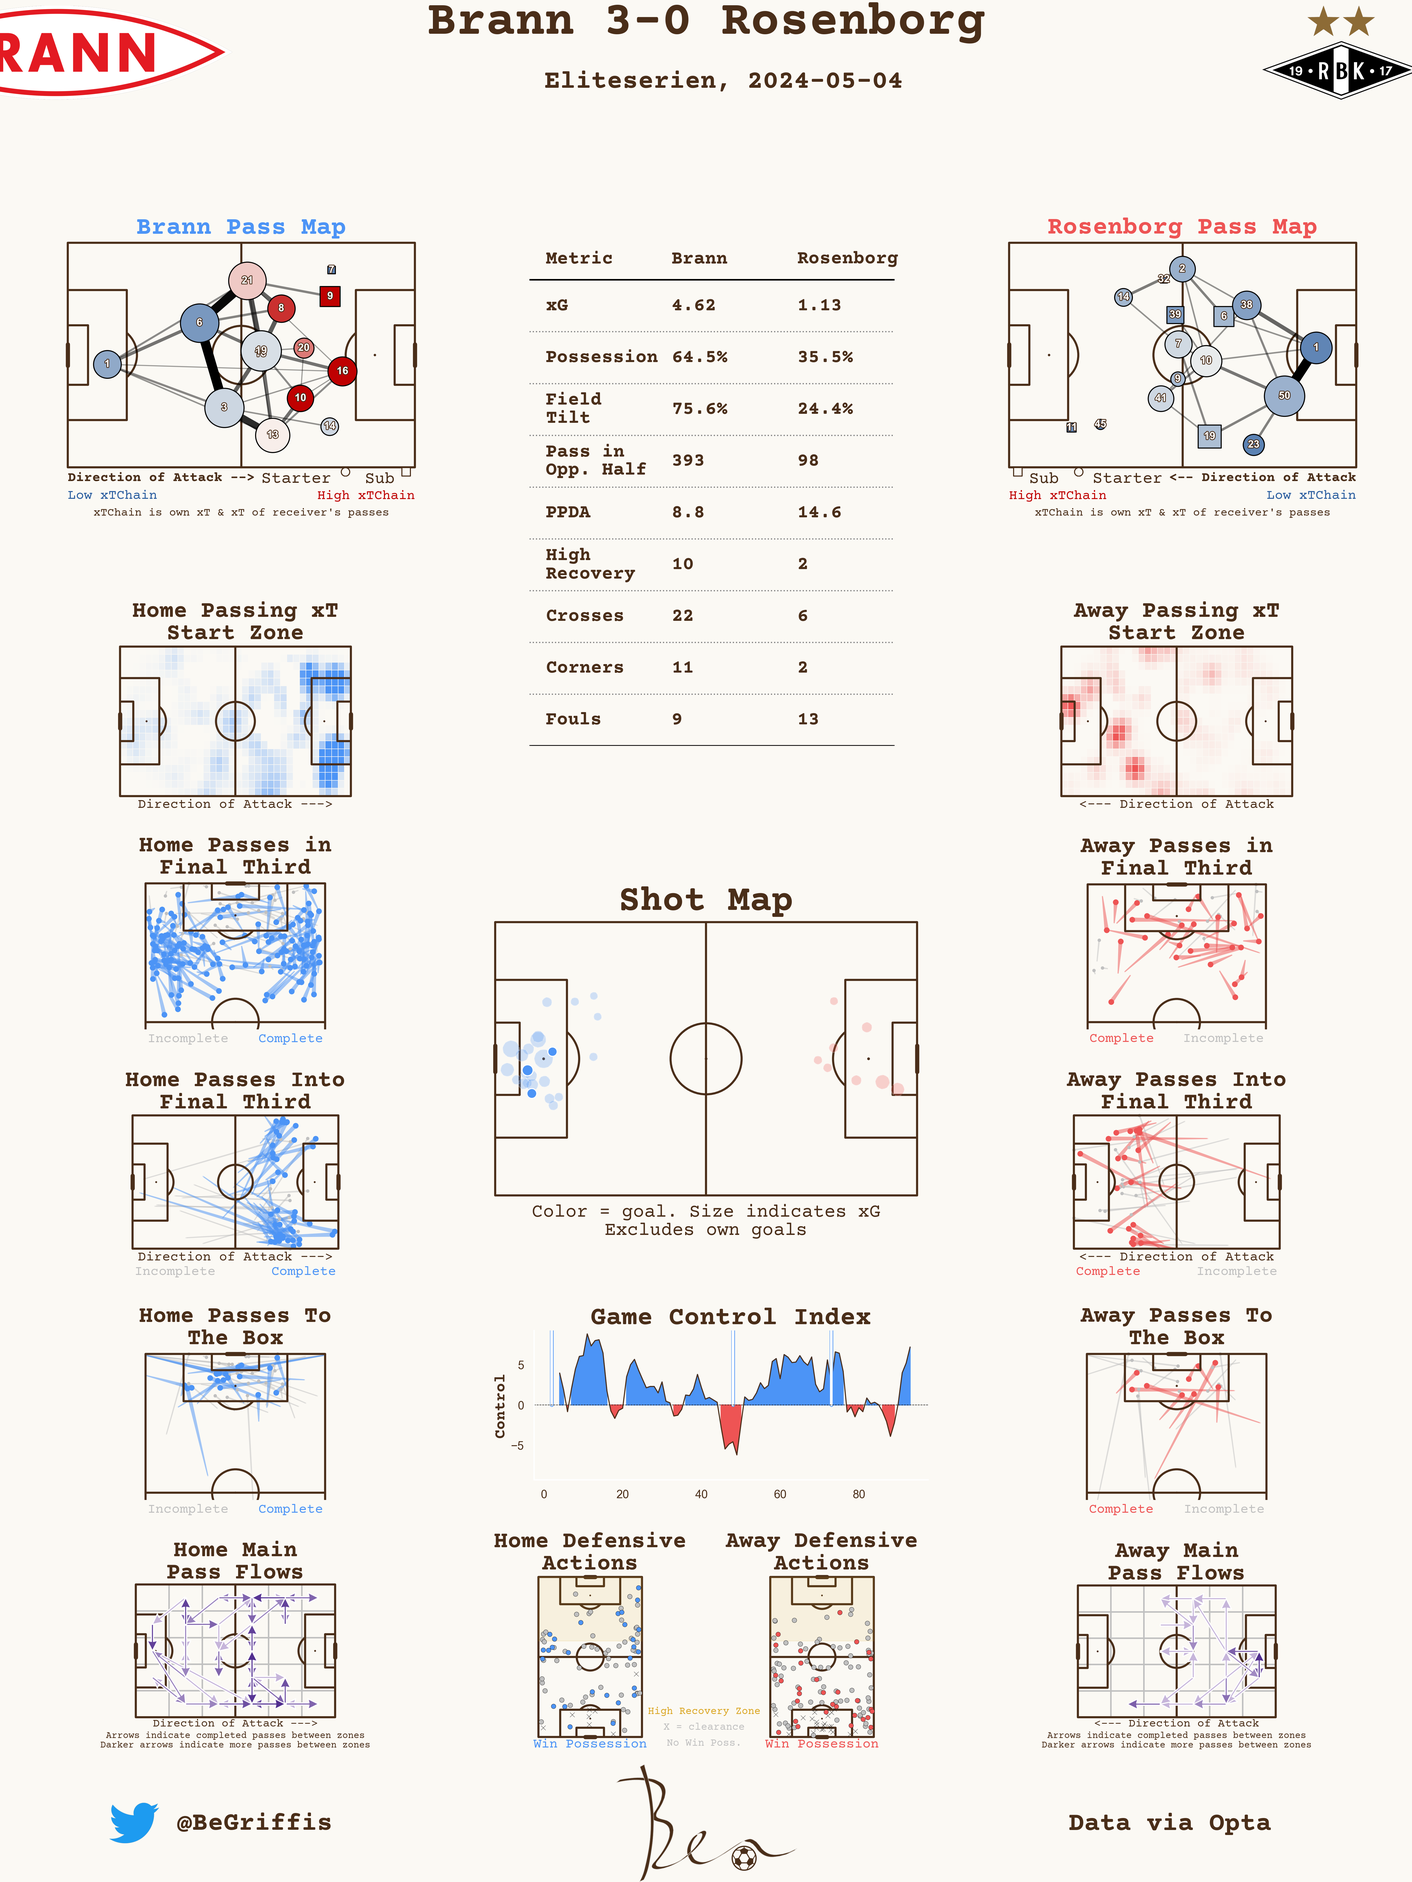 Brann 3-0 Rosenborg
Eliteserien, 2024-05-04
RANN
19 • RBK • 17
Brann Pass Map
21
7
9
8
6
19
20
1
16
10
3
14
13
Direction of Attack --> Starter Sub
Low xTChain High xTChain
xTChain is own xT & xT of receiver's passes
Metric Brann Rosenborg
xG 4.62 1.13
Possession 64.5% 35.5%
Field
Tilt 75.6% 24.4%
Pass in
Opp. Half 393 98
PPDA 8.8 14.6
High
Recovery 10 2
Crosses 22 6
Corners 11 2
Fouls 9 13
Rosenborg Pass Map
2
32
14
38
39
6
7
1
10
9
41
50
11
45
19
23
Sub Starter <-- Direction of Attack
High xTChain Low xTChain
xTChain is own xT & xT of receiver's passes
Home Passing xT
Start Zone
Direction of Attack --->
Away Passing xT
Start Zone
<--- Direction of Attack
Home Passes in
Final Third
Incomplete Complete
Away Passes in
Final Third
Complete Incomplete
Shot Map
Color = goal. Size indicates xG
Excludes own goals
Home Passes Into
Final Third
Direction of Attack --->
Incomplete Complete
Away Passes Into
Final Third
<--- Direction of Attack
Complete Incomplete
Home Passes To
The Box
Incomplete Complete
Game Control Index
Control
5
0
−5
0 20 40 60 80
Away Passes To
The Box
Complete Incomplete
Home Main
Pass Flows
Direction of Attack --->
Arrows indicate completed passes between zones
Darker arrows indicate more passes between zones
Home Defensive
Actions
Win Possession
Away Defensive
Actions
Win Possession
High Recovery Zone
X = clearance
No Win Poss.
Away Main
Pass Flows
<--- Direction of Attack
Arrows indicate completed passes between zones
Darker arrows indicate more passes between zones
@BeGriffis
Ben
Data via Opta